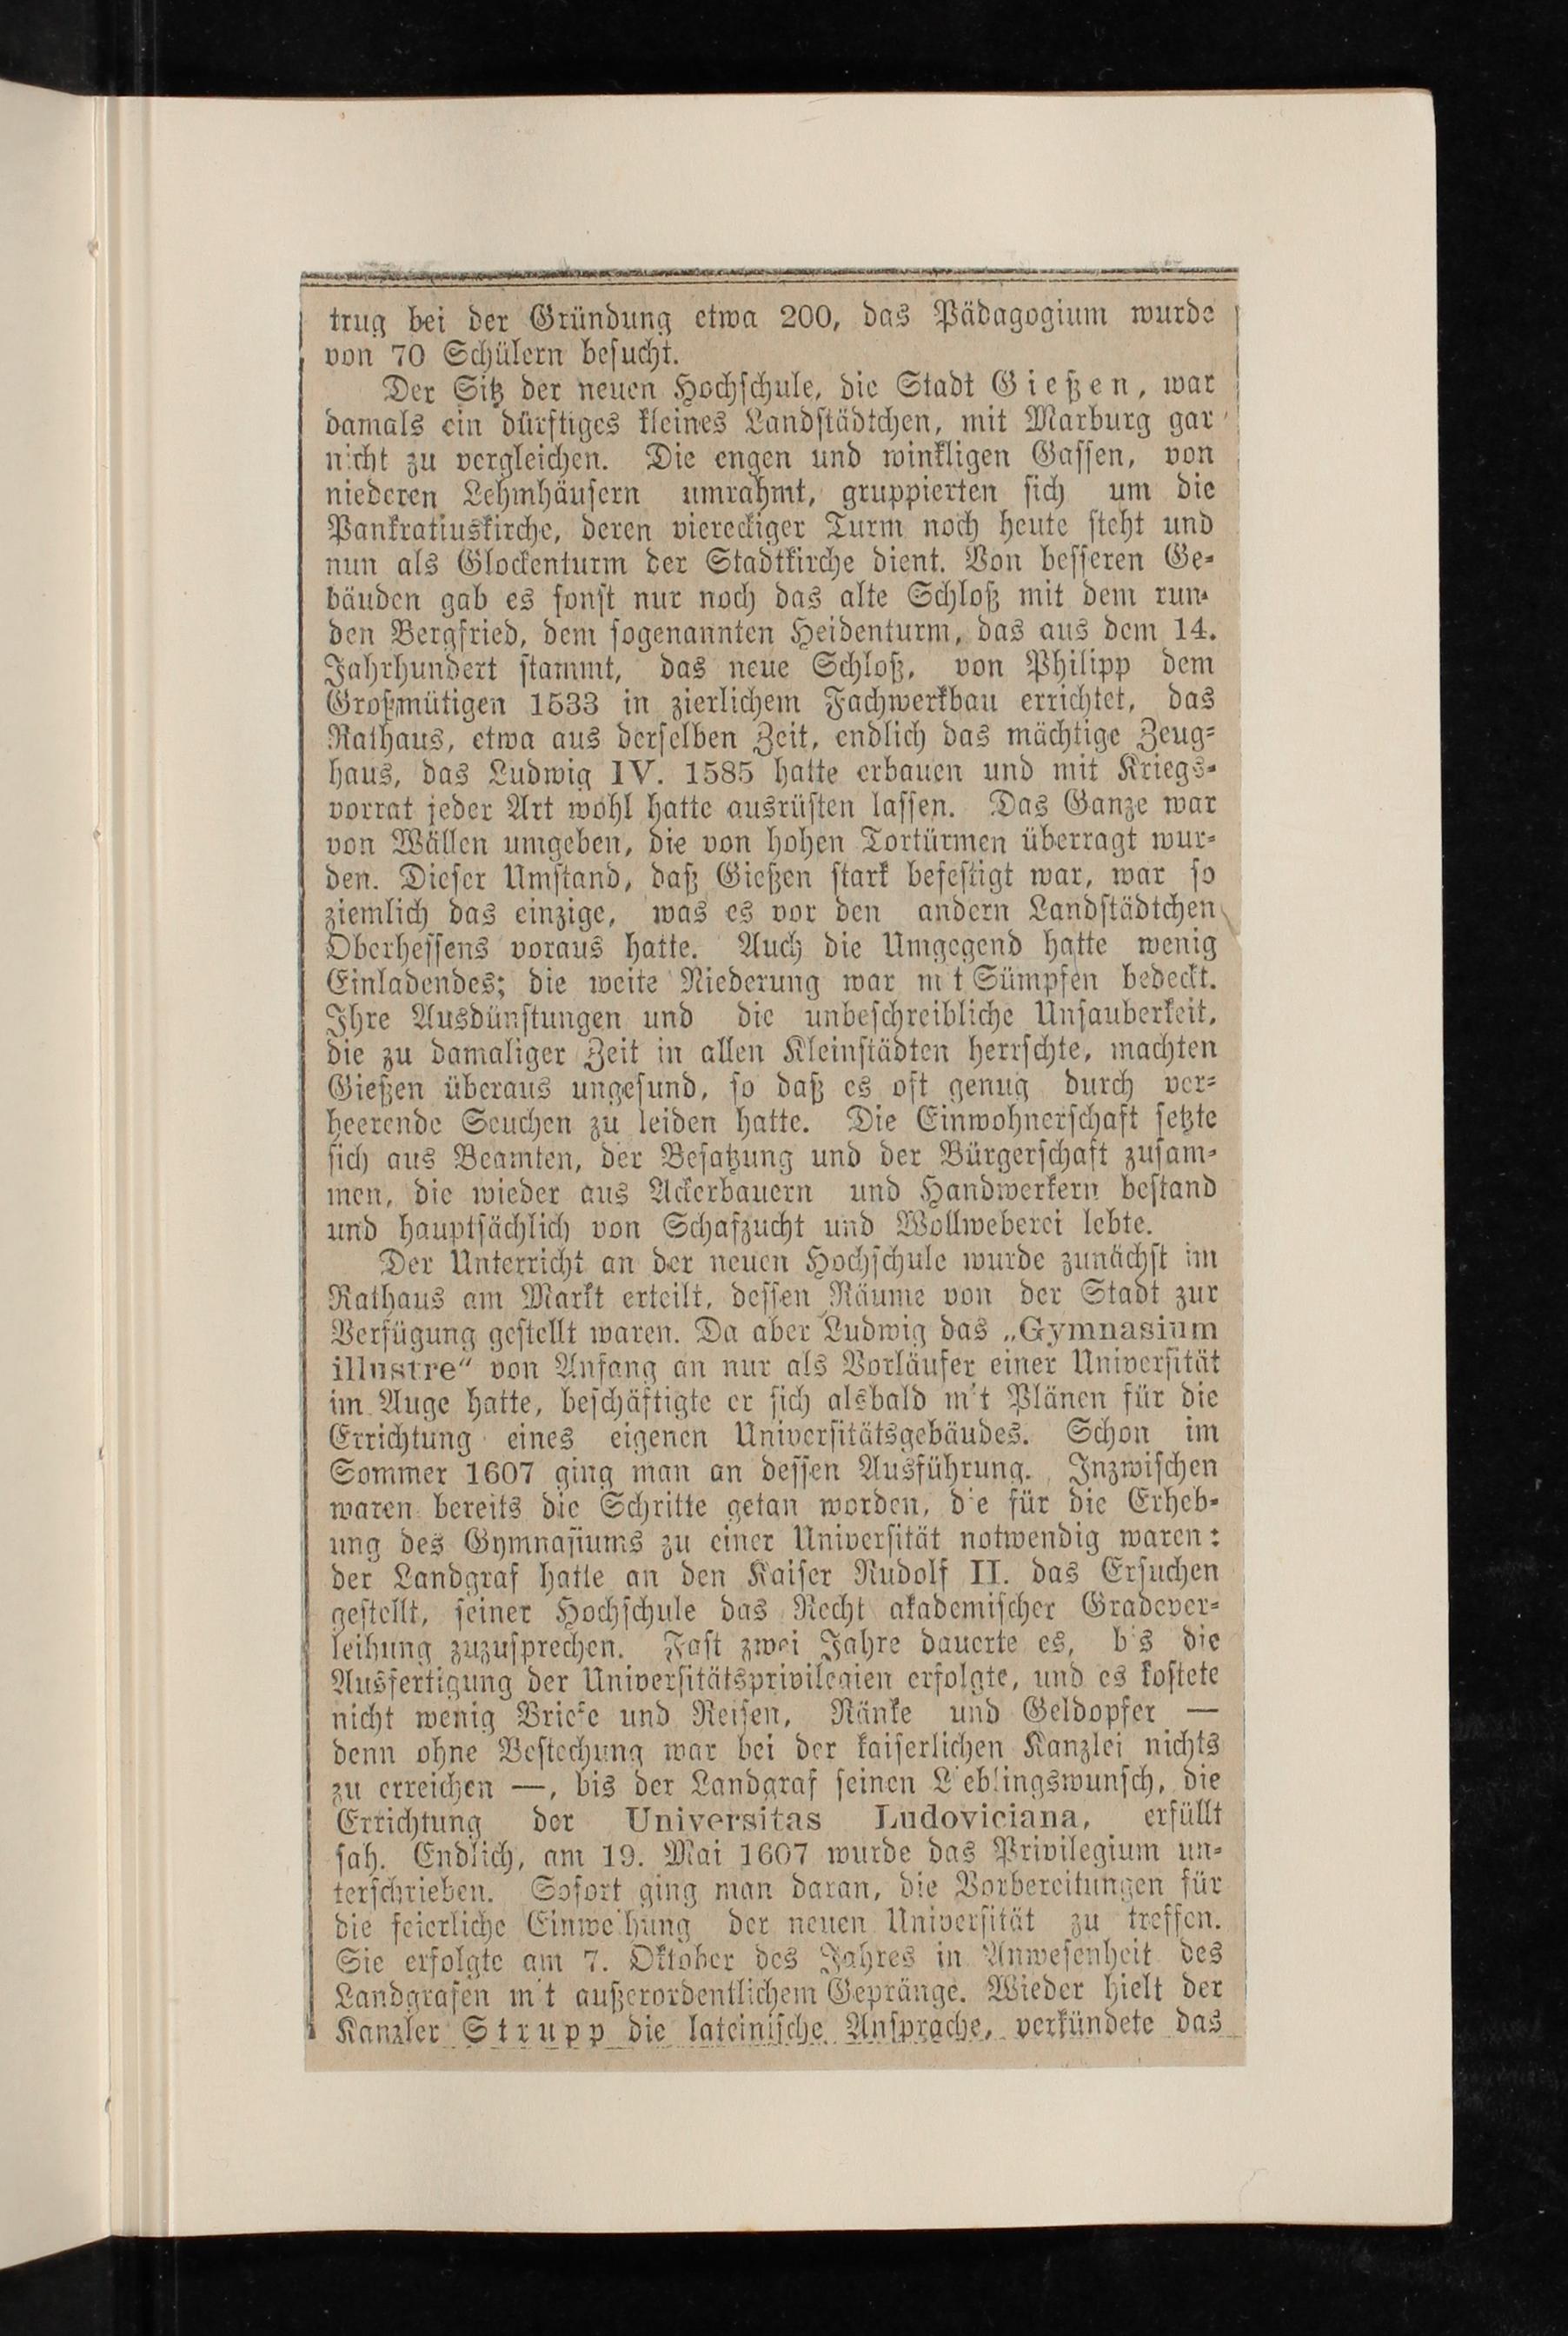 trug bei der Gründung etwa 200, das Pädagogium wurde
von 70 Schülern besucht.
Der Sitz der neuen Hochschule, die Stadt Gießen, war
damals ein dürftiges kleines Landstädtchen, mit Marburg gar
nicht zu vergleichen. Die engen und winkligen Gassen, von
niederen Lehmhäusern umrahmt, gruppierten sich um die
Pankratiuskirche, deren viereckiger Turm noch heute steht und
nun als Glockenturm der Stadtkirche dient. Von besseren Ge-
bäuden gab es sonst nur noch das alte Schloß mit dem run-
den Bergfried, dem sogenannten Heidenturm, das aus dem 14.
Jahrhundert stammt, das neue Schloß, von Philipp dem
Großmütigen 1533 in zierlichem Fachwerkbau errichtet, das
Rathaus, etwa aus derselben Zeit, endlich das mächtige Zeug-
haus, das Ludwig IV. 1585 hatte erbauen und mit Kriegs-
vorrat jeder Art wohl hatte ausrüsten lassen. Das Ganze war
von Wällen umgeben, die von hohen Tortürmen überragt wur-
den. Dieser Umstand, daß Gießen stark befestigt war, war so
ziemlich das einzige, was es vor den andern Landstädtchen
Oberhessens voraus hatte. Auch die Umgegend hatte wenig
Einladendes; die weite Niederung war mit Sümpfen bedeckt.
Ihre Ausdünstungen und die unbeschreibliche Unsauberkeit,
die zu damaliger Zeit in allen Kleinstädten herrschte, machten
Gießen überaus ungesund, so daß es oft genug durch ver-
heerende Seuchen zu leiden hatte. Die Einwohnerschaft setzte
sich aus Beamten, der Besatzung und der Bürgerschaft zusam-
men, die wieder aus Ackerbauern und Handwerkern bestand
und hauptsächlich von Schafzucht und Wollweberei lebte.
Der Unterricht an der neuen Hochschule wurde zunächst im
Rathaus am Markt erteilt, dessen Räume von der Stadt zur
Verfügung gestellt waren. Da aber Ludwig das „Gymnasium
illustre“ von Anfang an nur als Vorläufer einer Universität
im Auge hatte, beschäftigte er sich alsbald mit Plänen für die
Errichtung eines eigenen Universitätsgebäudes. Schon im
Sommer 1607 ging man an dessen Ausführung. Inzwischen
waren bereits die Schritte getan worden, die für die Erheb-
ung des Gymnasiums zu einer Universität notwendig waren:
der Landgraf hatte an den Kaiser Rudolf II. das Ersuchen
gestellt, seiner Hochschule das Recht akademischer Gradever-
leihung zuzusprechen. Fast zwei Jahre dauerte es, bis die
Ausfertigung der Universitätsprivilegien erfolgte, und es kostete
nicht wenig Briefe und Reisen, Ränke und Geldopfer —
denn ohne Bestechung war bei der kaiserlichen Kanzlei nichts
zu erreichen —, bis der Landgraf seinen Lieblingswunsch, die
Errichtung der Universitas Ludoviciana, erfüllt
sah. Endlich, am 19. Mai 1607 wurde das Privilegium un-
terschrieben. Sofort ging man daran, die Vorbereitungen für
die feierliche Einweihung der neuen Universität zu treffen.
Sie erfolgte am 7. Oktober des Jahres in Anwesenheit des
Landgrafen mit außerordentlichem Gepränge. Wieder hielt der
Kanzler Strupp die lateinische Ansprache, verkündete das